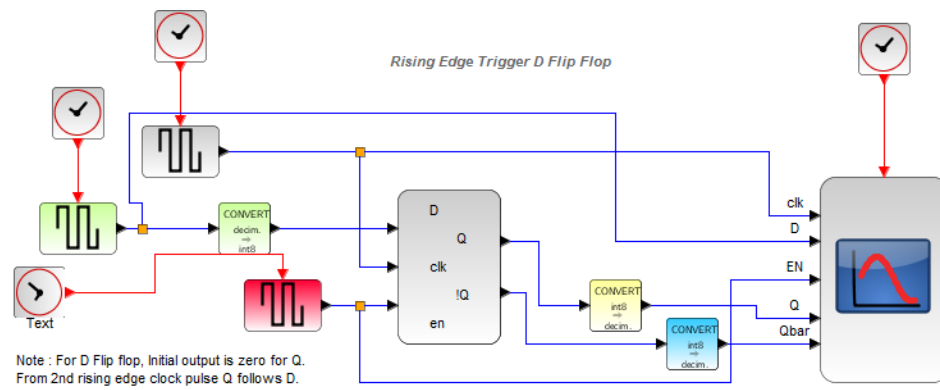 Rising Edge Trigger D Flip Flop
clk
D
EN
Q
Qbar
CONVERT
decim.
int8
D
Q
clk
!Q
en
CONVERT
int8
decim.
CONVERT
int8
decim.
Text
Note : For D Flip flop, Initial output is zero for Q.
From 2nd rising edge clock pulse Q follows D.